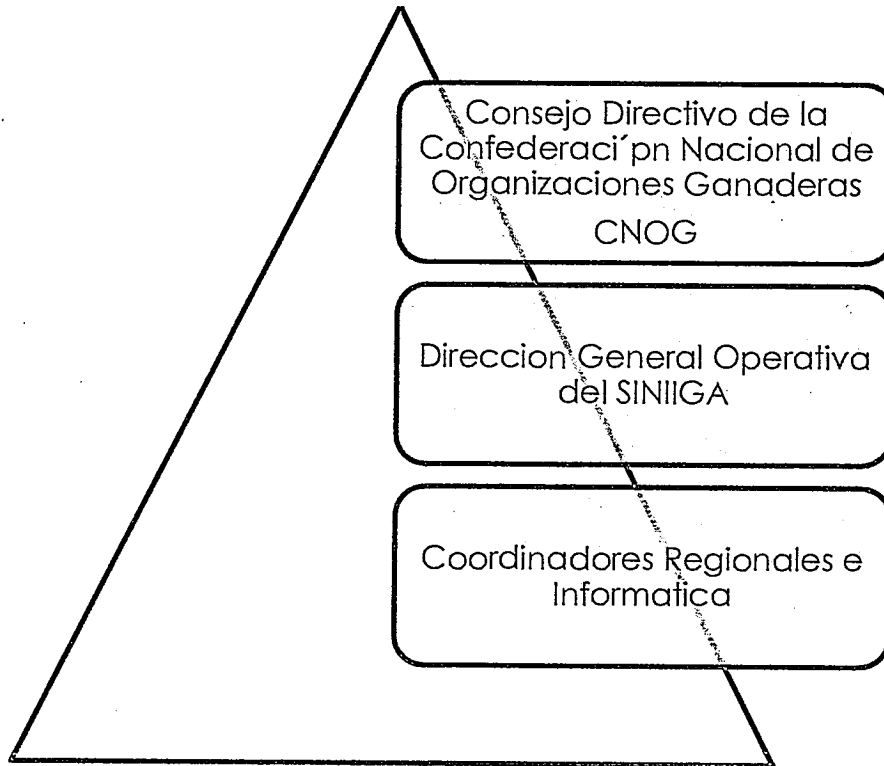 Consejo Directivo de la
Confederaci´pn Nacional de
Organizaciones Ganaderas
CNOG
Direccion General Operativa
del SINIIGA
Coordinadores Regionales e
Informatica